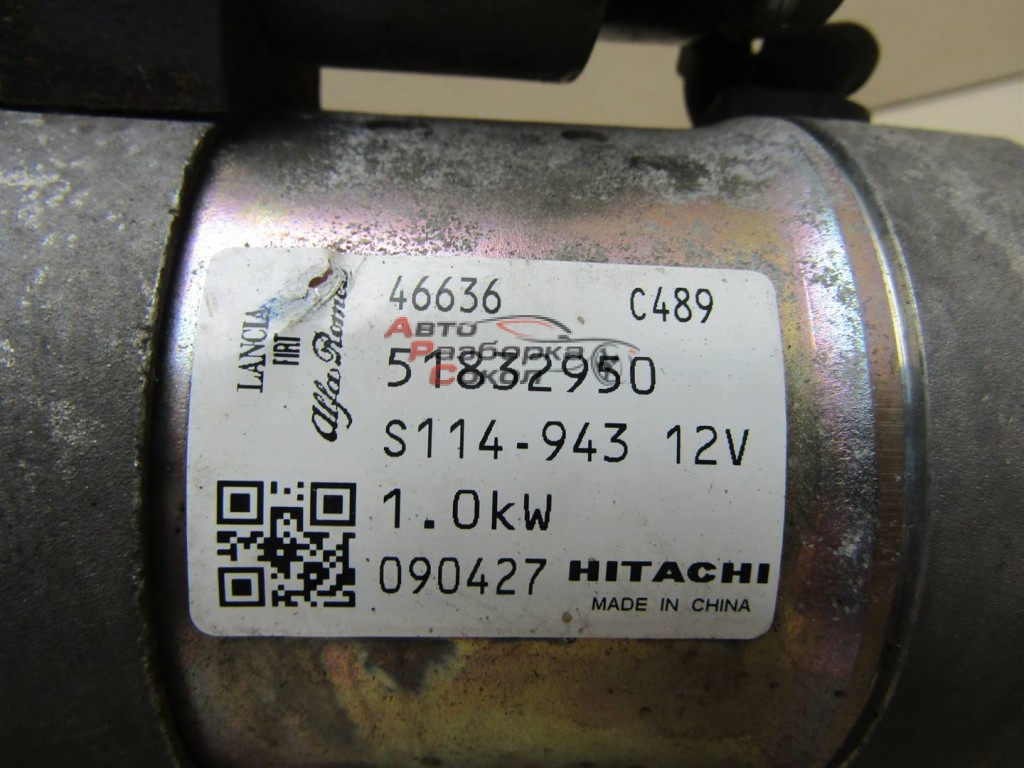 LANCIA
FIAT
Alfa Romeo
46636 C489
Авто
Разборка
Сокол
51832950
S114-943 12V
1.0kW
090427 HITACHI
MADE IN CHINA